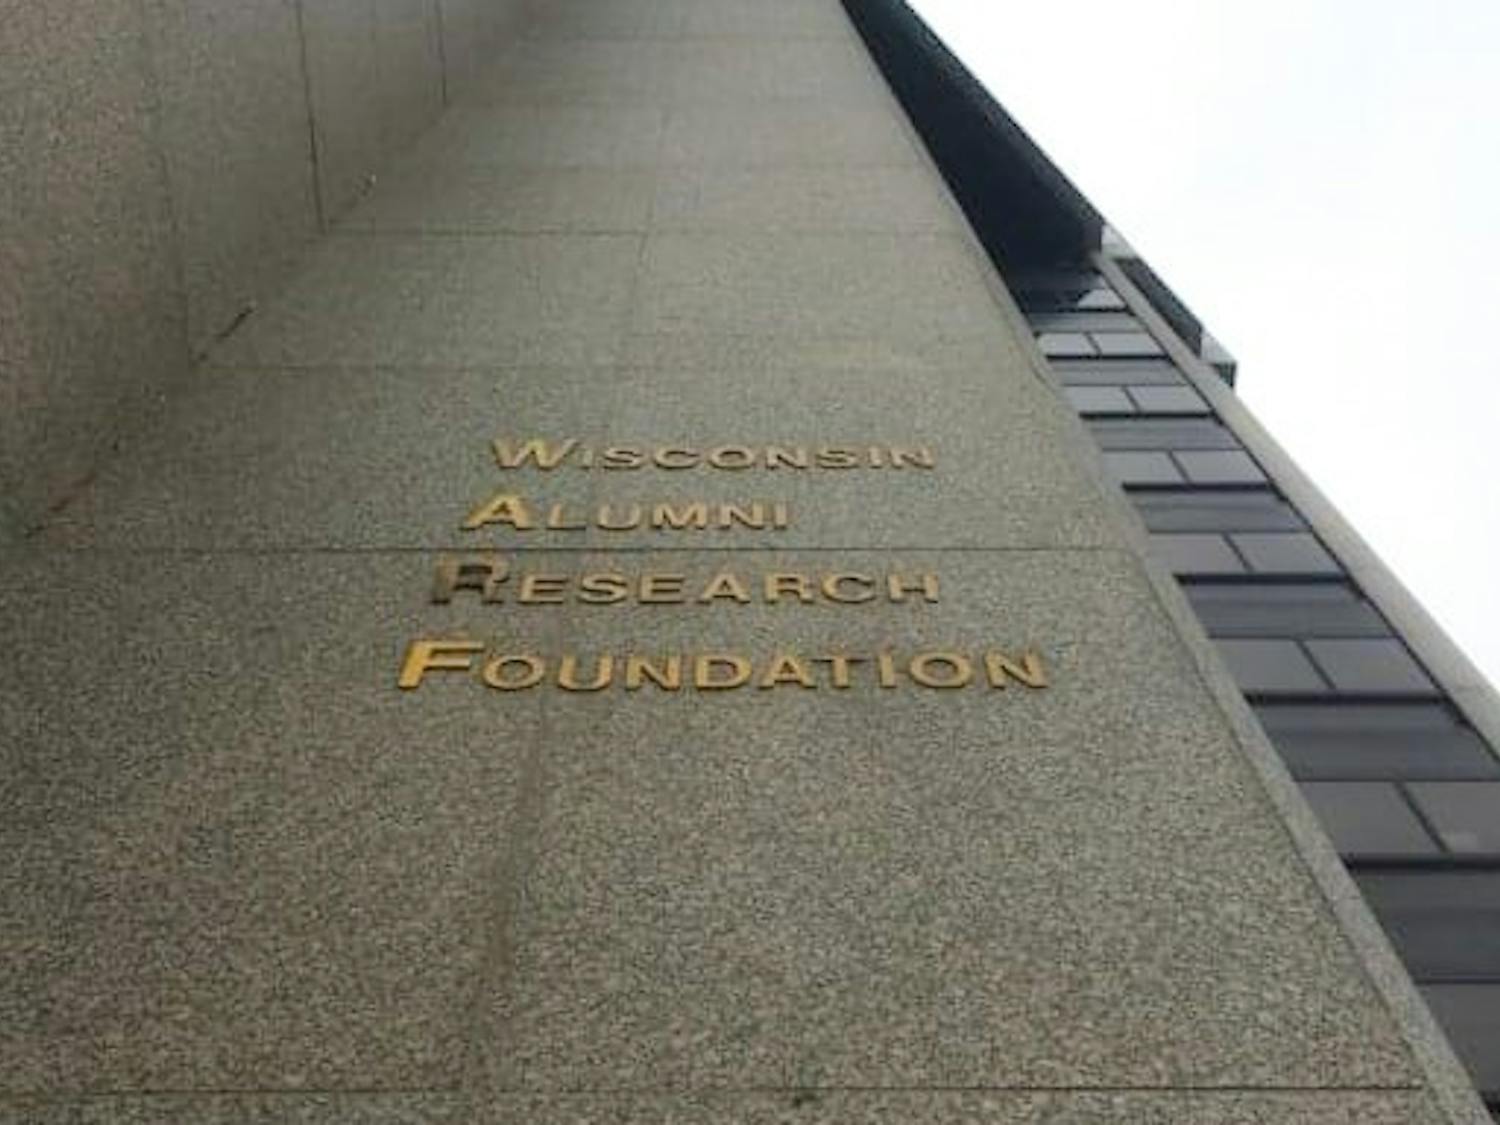 WISCONSIN
ALUMNI
RESEARCH
FOUNDATION